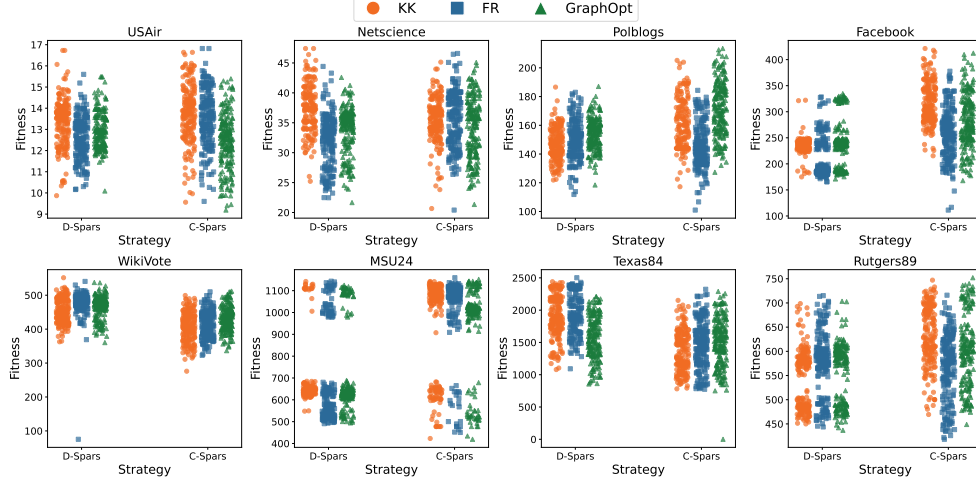 KK FR GraphOpt
USAir
Fitness
17
16
15
14
13
12
11
10
9
D-Spars C-Spars
Strategy
Netscience
Fitness
45
40
35
30
25
20
D-Spars C-Spars
Strategy
Polblogs
Fitness
200
180
160
140
120
100
D-Spars C-Spars
Strategy
Facebook
Fitness
400
350
300
250
200
150
100
D-Spars C-Spars
Strategy
WikiVote
Fitness
500
400
300
200
100
D-Spars C-Spars
Strategy
MSU24
Fitness
1100
1000
900
800
700
600
500
400
D-Spars C-Spars
Strategy
Texas84
Fitness
2500
2000
1500
1000
500
0
D-Spars C-Spars
Strategy
Rutgers89
Fitness
750
700
650
600
550
500
450
D-Spars C-Spars
Strategy